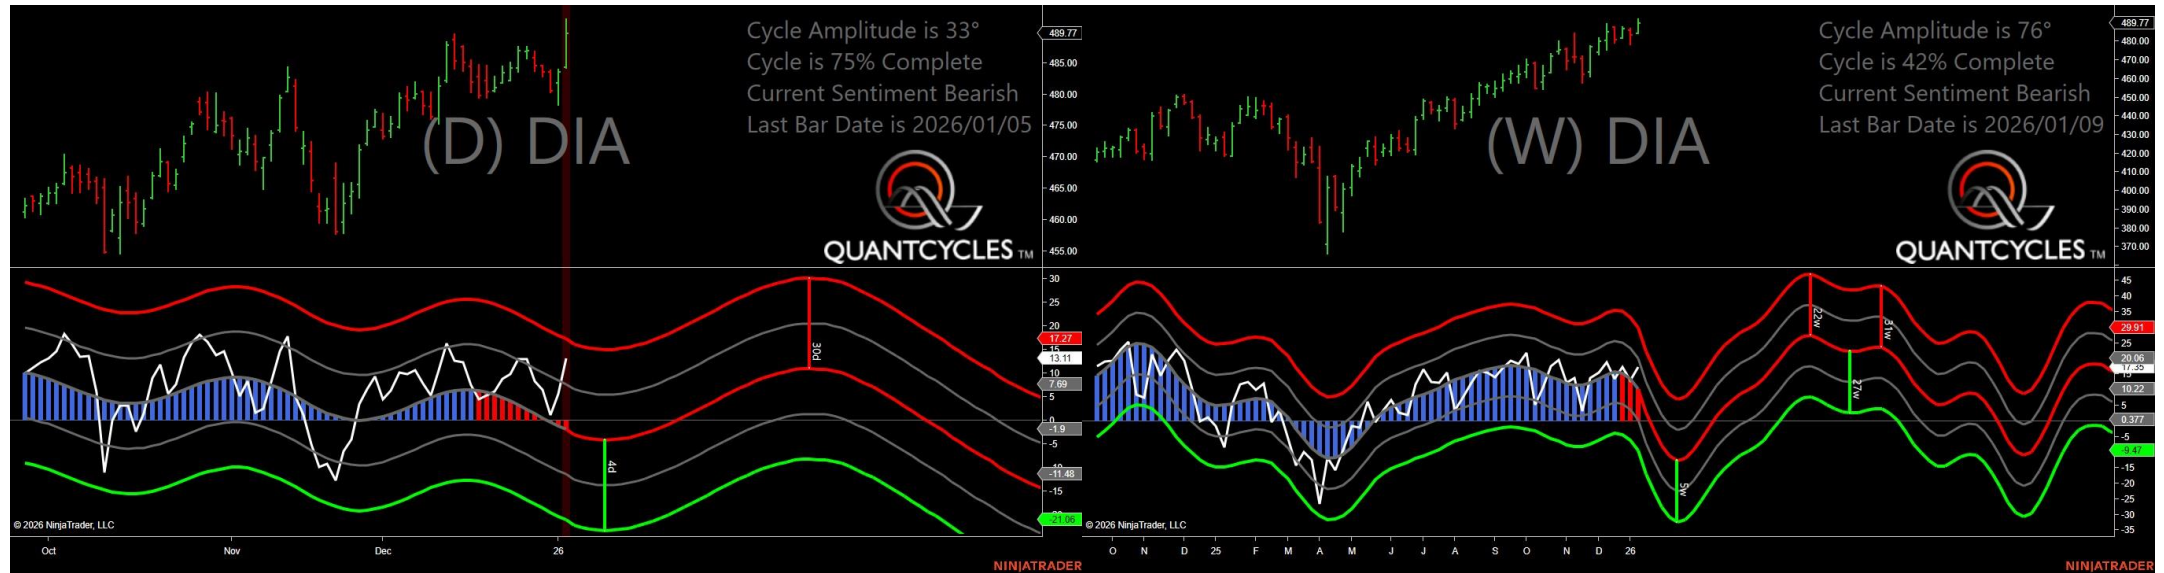 Cycle Amplitude is 33°
Cycle is 75% Complete
Current Sentiment Bearish
Last Bar Date is 2026/01/05
(D) DIA
QUANTCYCLES TM
489.77
485.00
480.00
475.00
470.00
465.00
460.00
455.00
30
25
20
17.27
15
13.11
10
7.69
5
0
-1.9
-5
-11.48
-15
-21.06
30d
4d
© 2026 NinjaTrader, LLC
Oct
Nov
Dec
26
NINJATRADER
Cycle Amplitude is 76°
Cycle is 42% Complete
Current Sentiment Bearish
Last Bar Date is 2026/01/09
(W) DIA
QUANTCYCLES TM
489.77
480.00
470.00
460.00
450.00
440.00
430.00
420.00
410.00
400.00
390.00
380.00
370.00
45
40
35
29.91
25
20.06
17.35
10.22
5
0.377
-5
-9.47
-15
-20
-25
-30
-35
22w
31w
27w
5w
© 2026 NinjaTrader, LLC
O
N
D
25
F
M
A
M
J
J
A
S
O
N
D
26
NINJATRADER